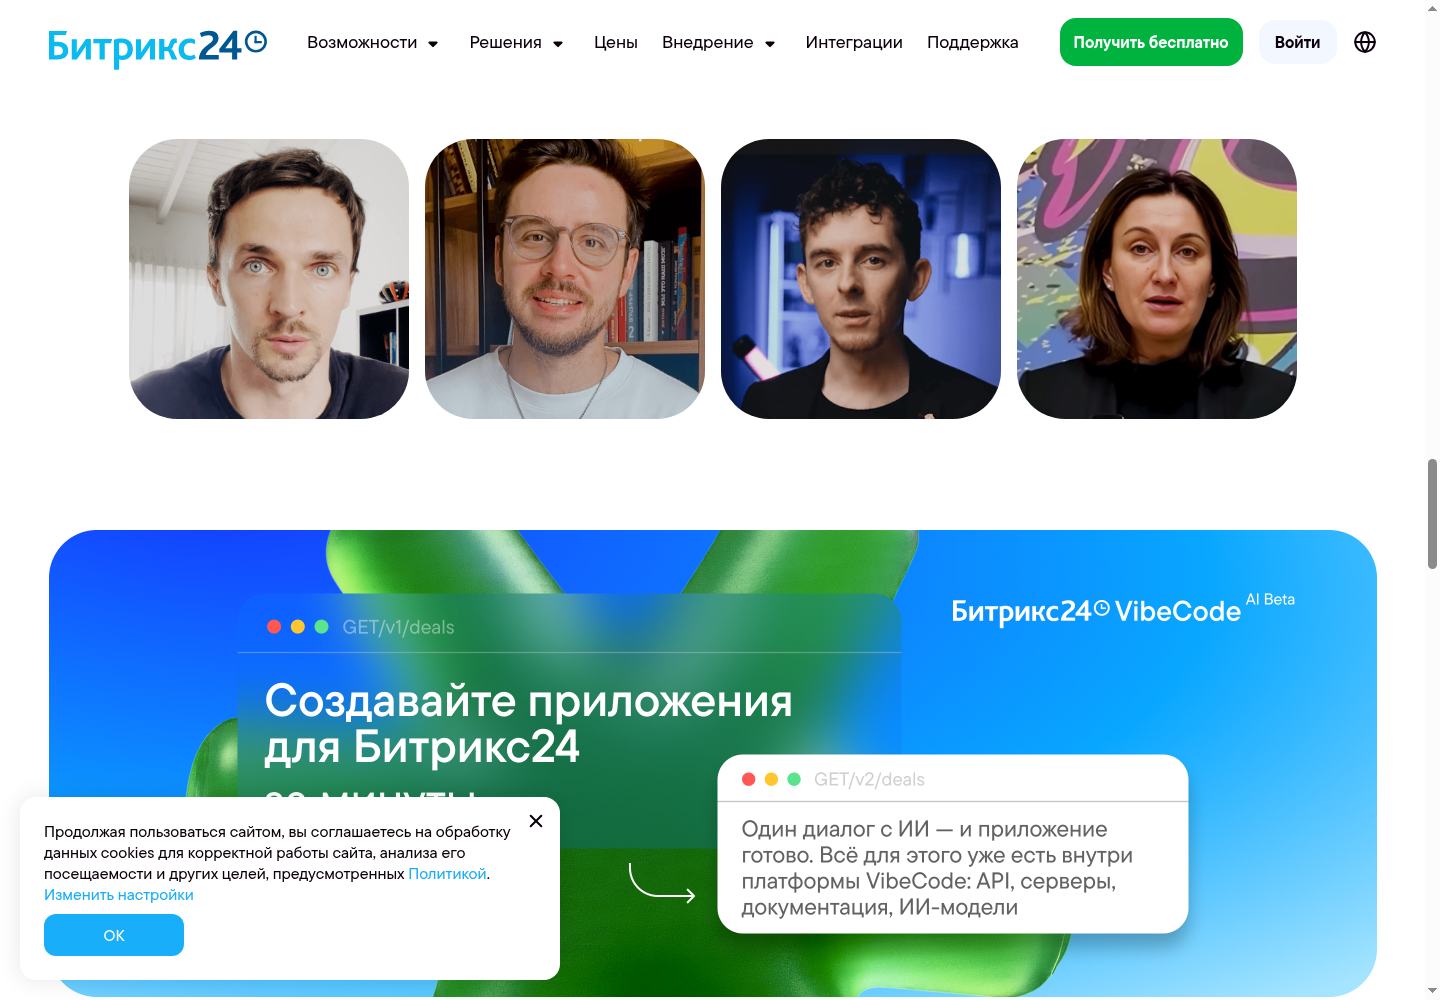 Битрикс24
Возможности
Решения
Цены
Внедрение
Интеграции
Поддержка
Получить бесплатно
Войти
Битрикс24 VibeCode AI Beta
GET/v1/deals
Создавайте приложения
для Битрикс24
GET/v2/deals
Один диалог с ИИ — и приложение
готово. Всё для этого уже есть внутри
платформы VibeCode: API, серверы,
документация, ИИ-модели
Продолжая пользоваться сайтом, вы соглашаетесь на обработку
данных cookies для корректной работы сайта, анализа его
посещаемости и других целей, предусмотренных Политикой.
Изменить настройки
OK